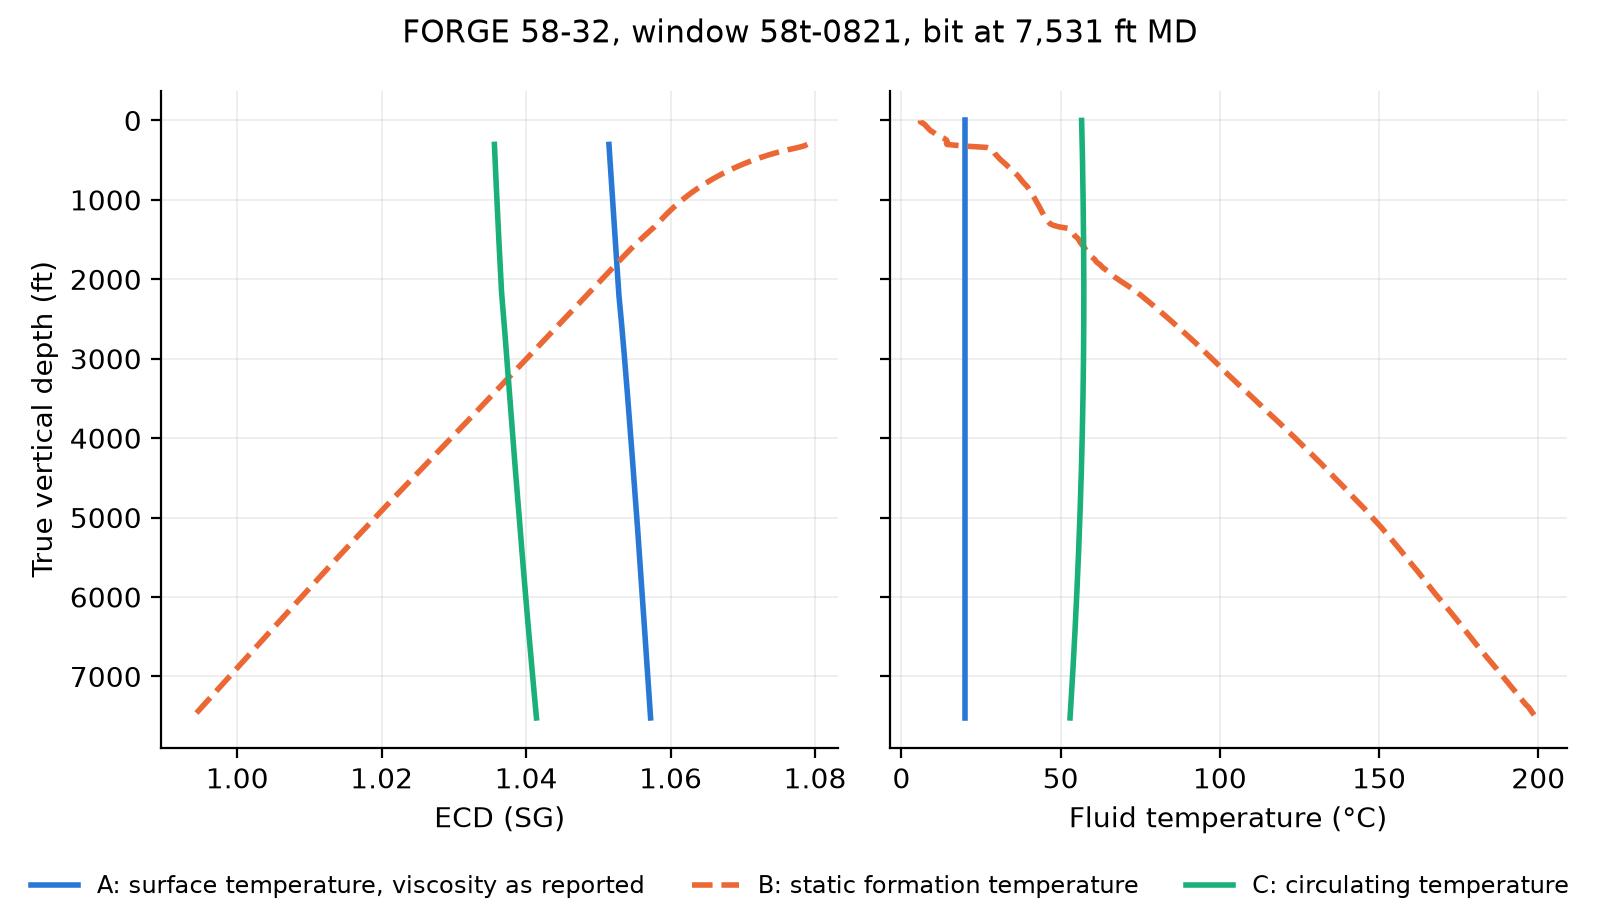 FORGE 58-32, window 58t-0821, bit at 7,531 ft MD
True vertical depth (ft)
0
1000
2000
3000
4000
5000
6000
7000
1.00 1.02 1.04 1.06 1.08
ECD (SG)
0 50 100 150 200
Fluid temperature (°C)
A: surface temperature, viscosity as reported
B: static formation temperature
C: circulating temperature